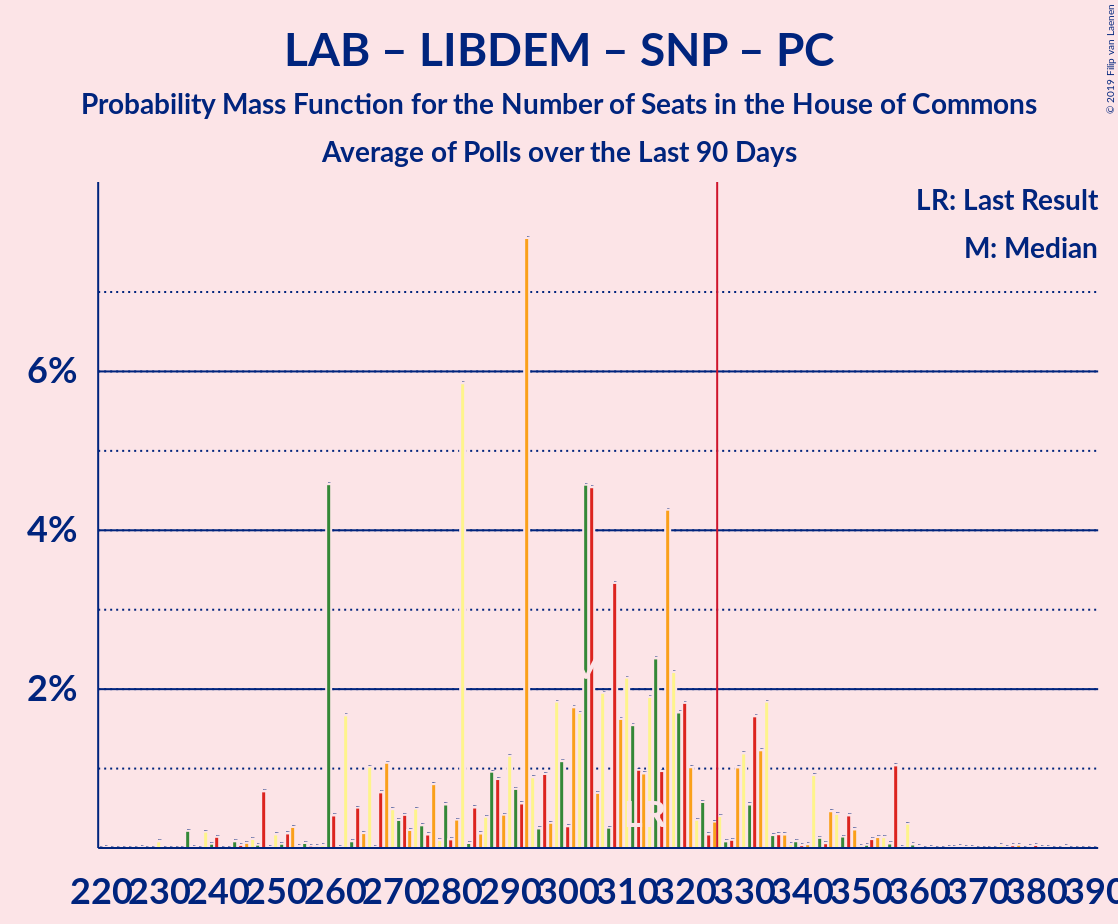 LAB – LIBDEM – SNP – PC
Probability Mass Function for the Number of Seats in the House of Commons
Average of Polls over the Last 90 Days
© 2019 Filip van Laenen
LR: Last Result
M: Median
6%
4%
2%
LR
220 230 240 250 260 270 280 290 300 310 320 330 340 350 360 370 380 390